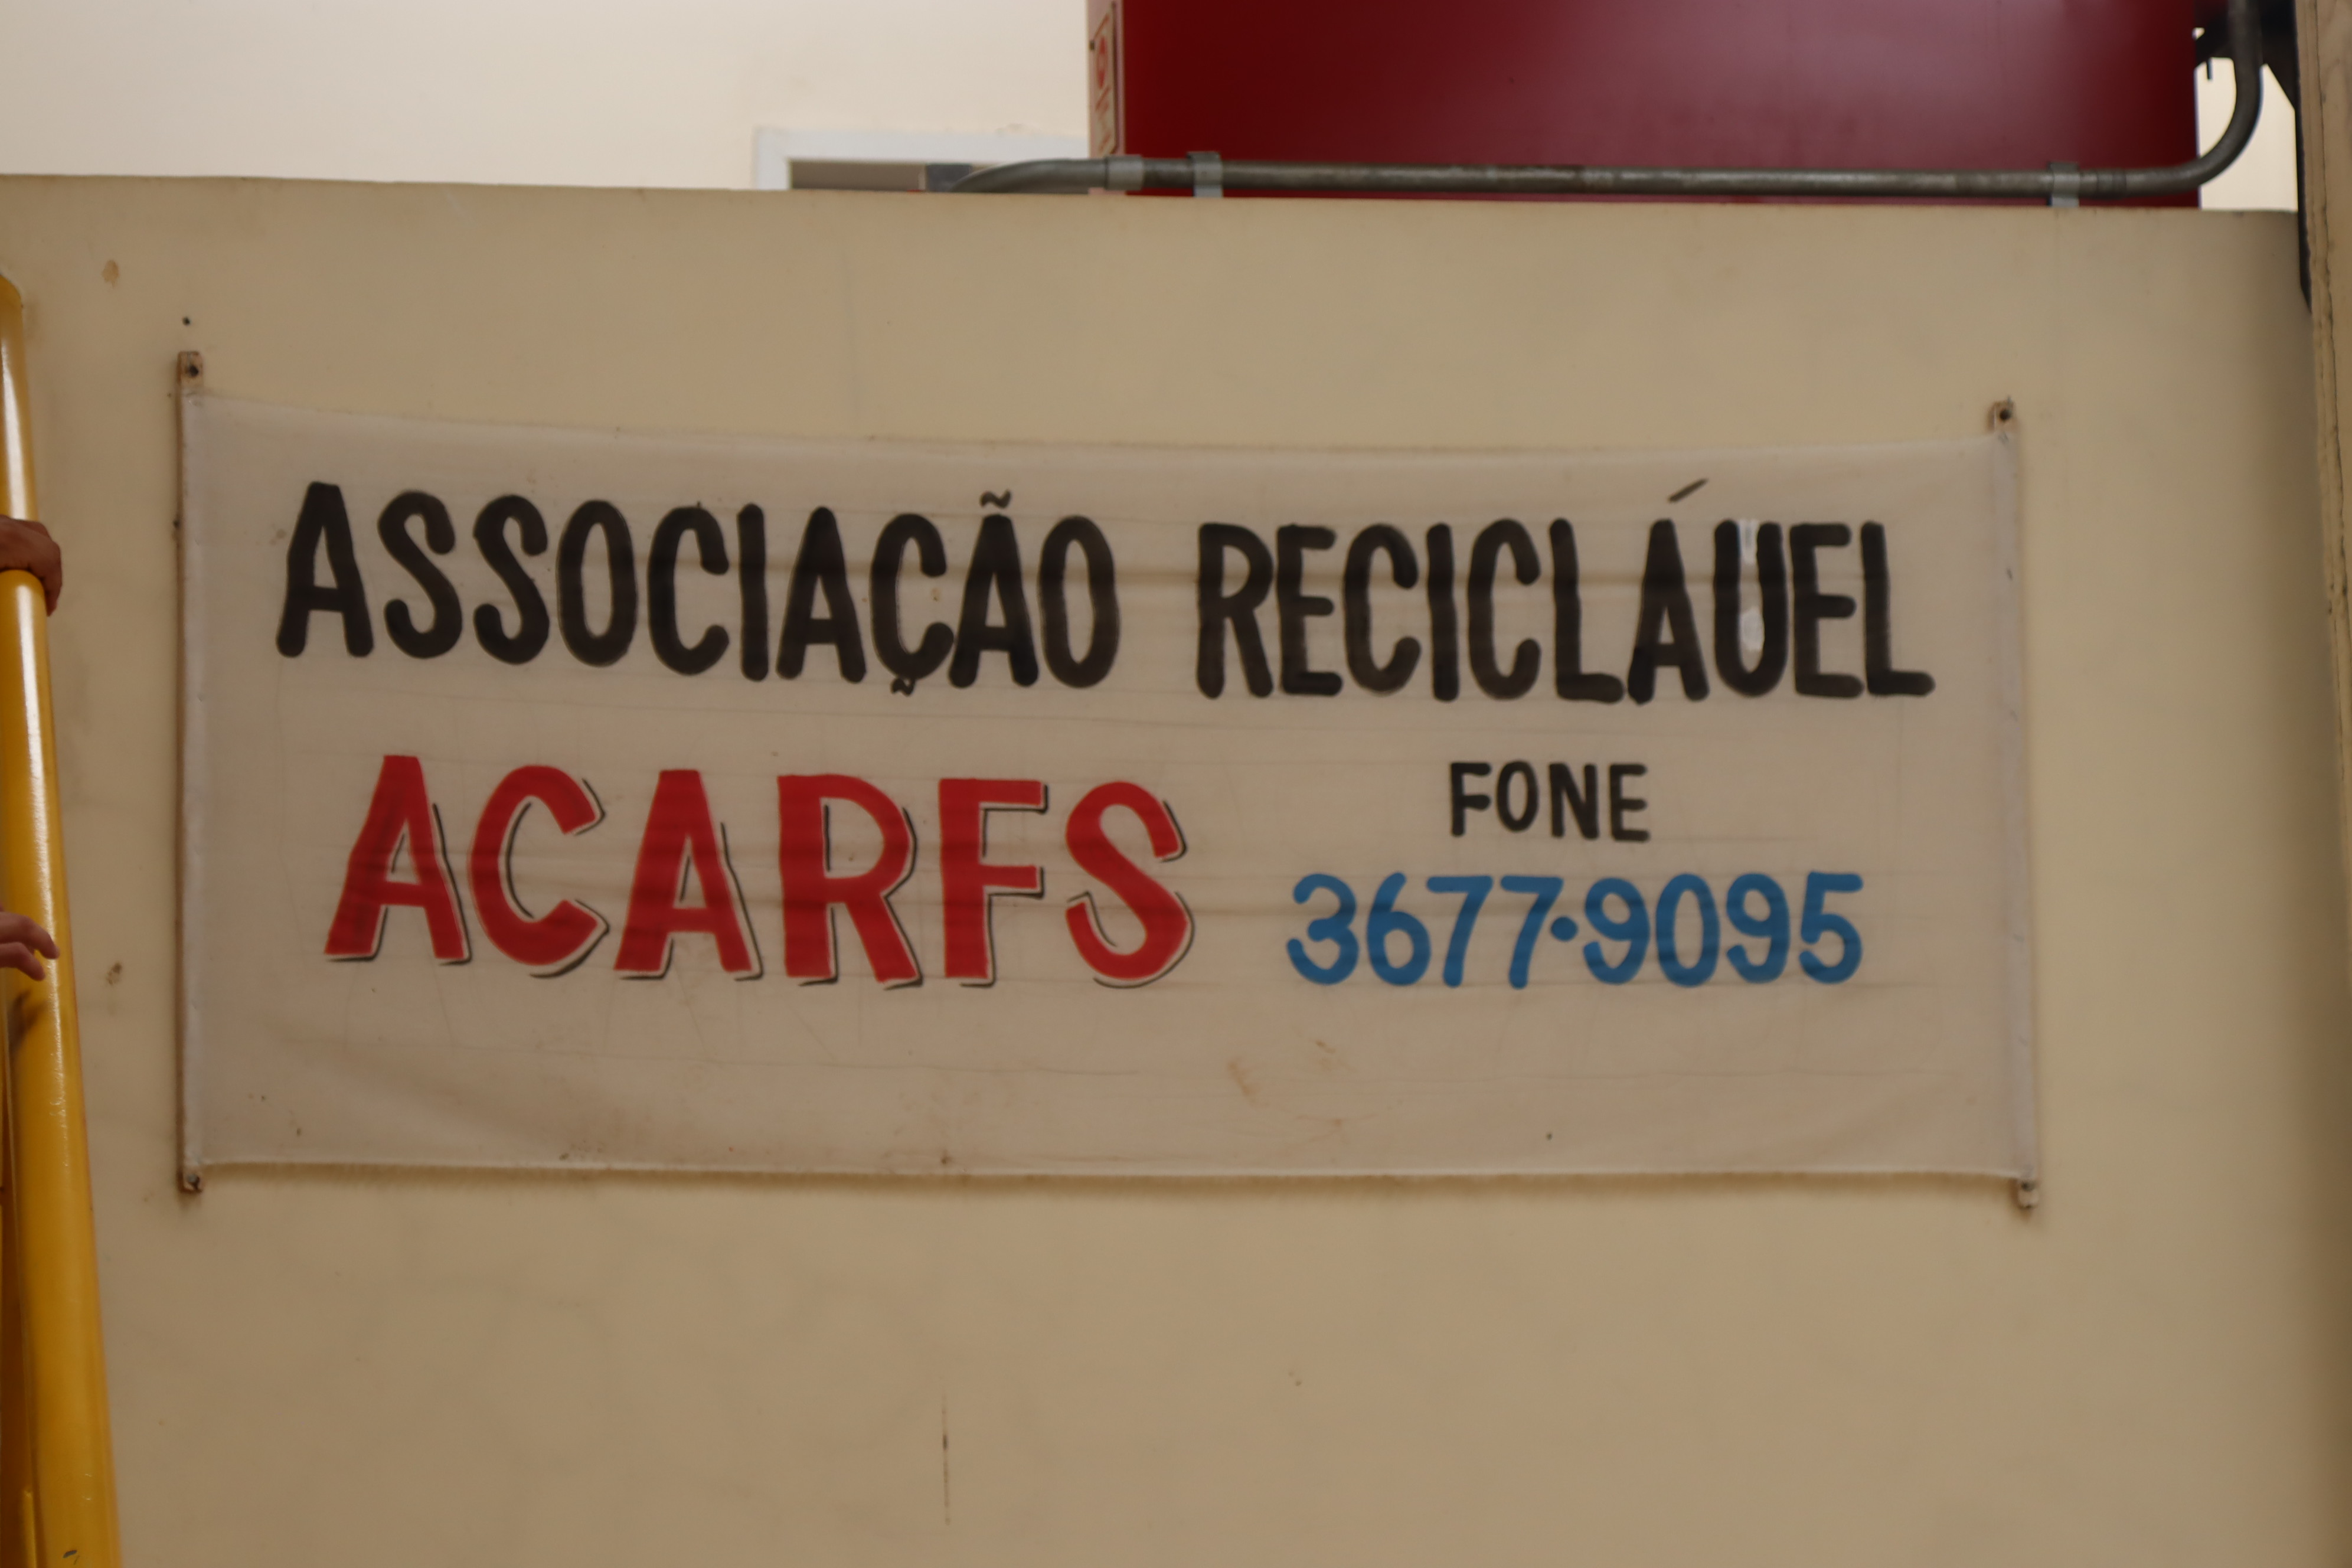 ASSOCIAÇÃO RECICLÁUEL
ACARFS
FONE
3677·9095